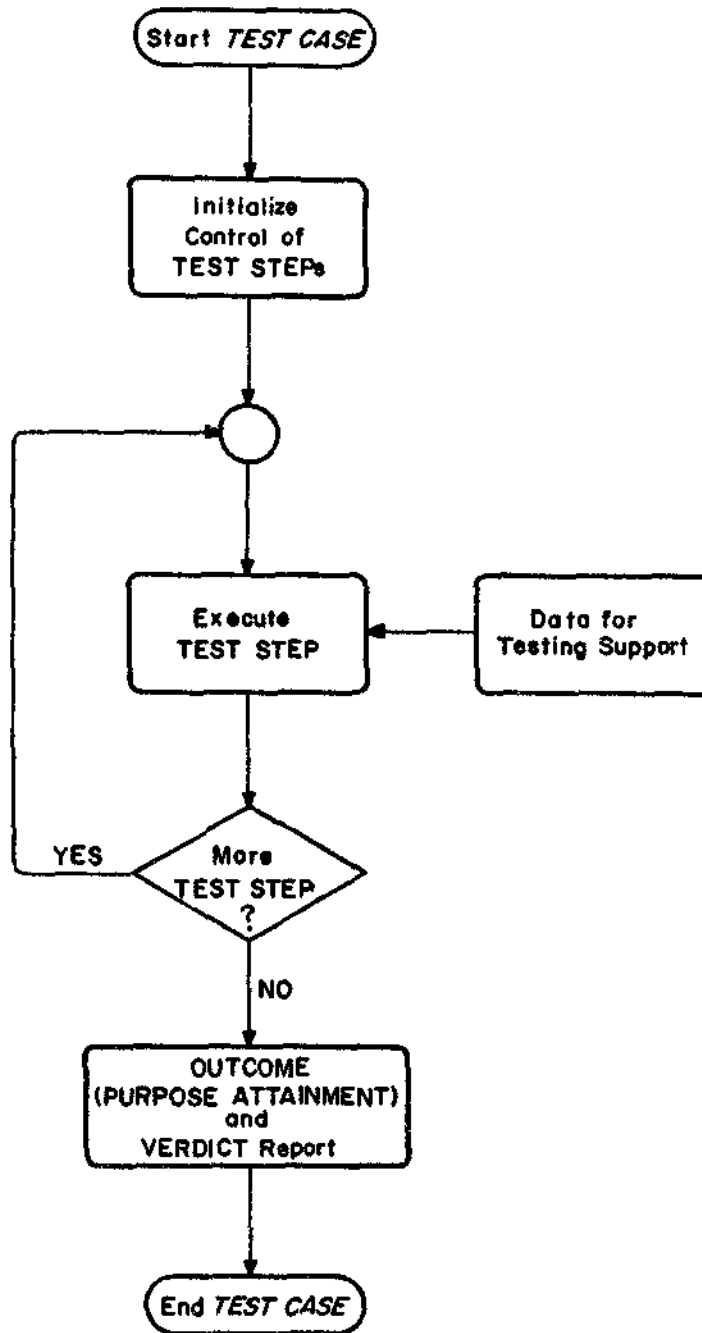 Start TEST CASE
Initialize
Control of
TEST STEPs
Execute
TEST STEP
Data for
Testing Support
More
TEST STEP
?
YES
NO
OUTCOME
(PURPOSE ATTAINMENT)
and
VERDICT Report
End TEST CASE